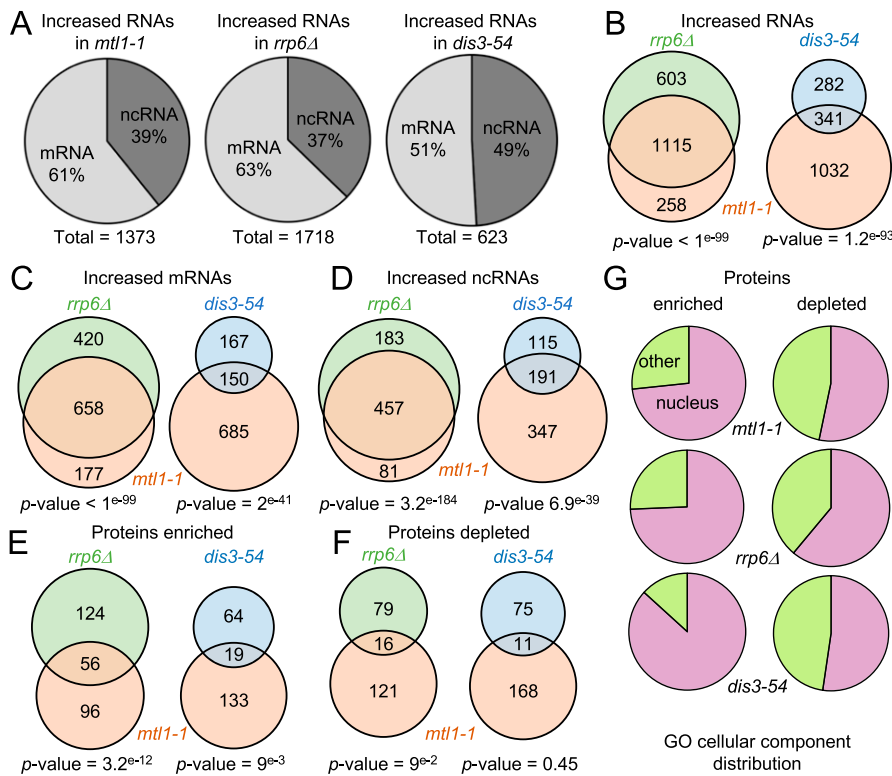 A
Increased RNAs
in mtl1-1
Increased RNAs
in rrp6Δ
Increased RNAs
in dis3-54
ncRNA
39%
mRNA
61%
ncRNA
37%
mRNA
63%
mRNA
51%
ncRNA
49%
Total = 1373
Total = 1718
Total = 623
B
Increased RNAs
rrp6Δ
dis3-54
603
1115
258
282
341
1032
mtl1-1
p-value < 1e-99
p-value = 1.2e-93
C
Increased mRNAs
rrp6Δ
dis3-54
420
658
177
167
150
685
mtl1-1
p-value < 1e-99
p-value = 2e-41
D
Increased ncRNAs
rrp6Δ
dis3-54
183
457
81
115
191
347
mtl1-1
p-value = 3.2e-184
p-value 6.9e-39
E
Proteins enriched
rrp6Δ
dis3-54
124
56
96
64
19
133
mtl1-1
p-value = 3.2e-12
p-value = 9e-3
F
Proteins depleted
rrp6Δ
dis3-54
79
16
121
75
11
168
mtl1-1
p-value = 9e-2
p-value = 0.45
G
Proteins
enriched
depleted
other
nucleus
mtl1-1
rrp6Δ
dis3-54
GO cellular component
distribution